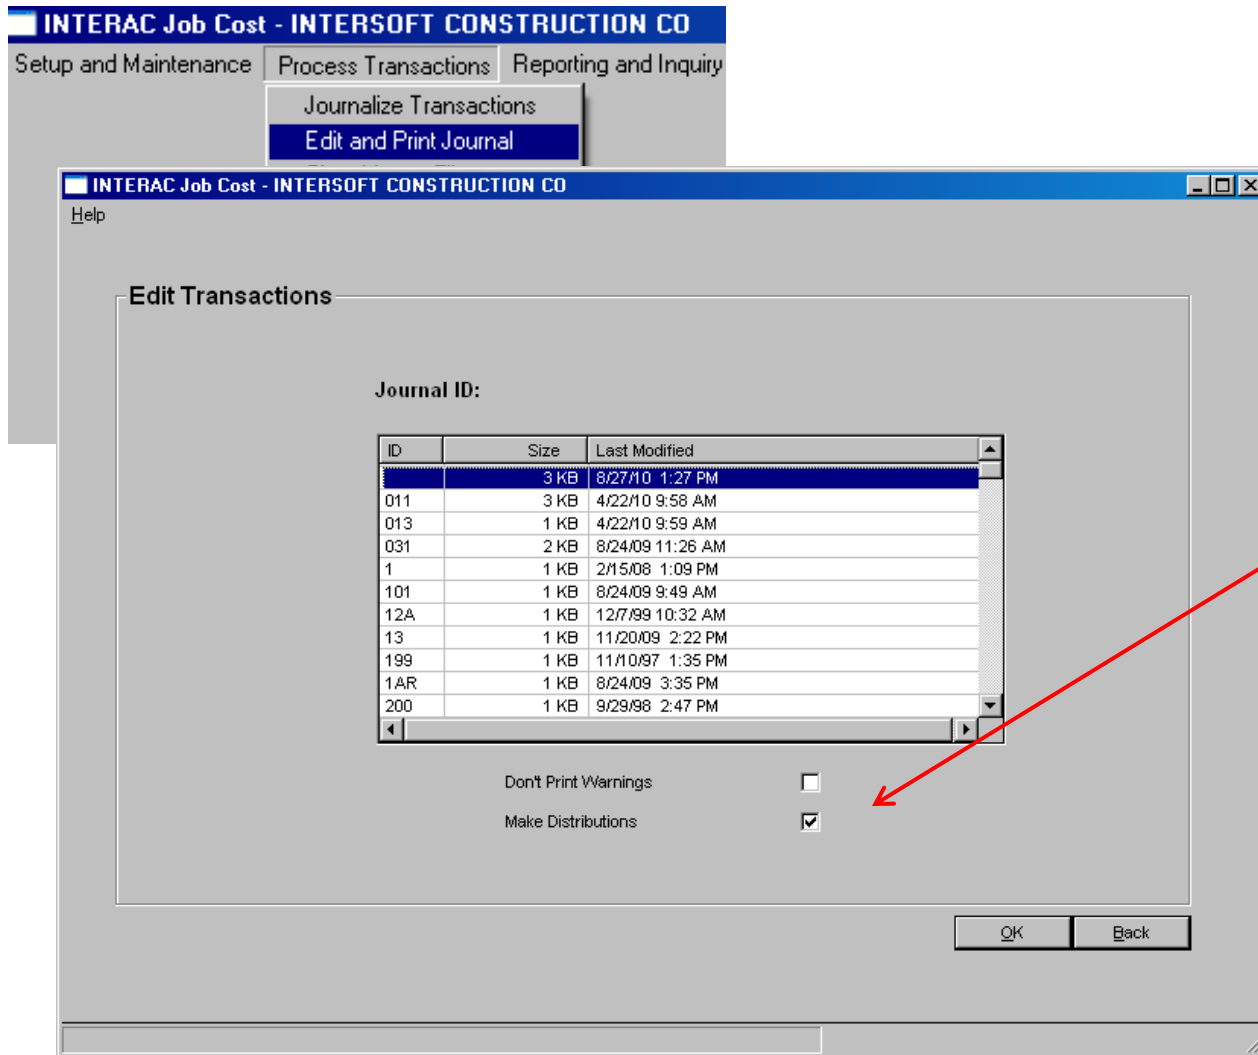 INTERAC Job Cost - INTERSOFT CONSTRUCTION CO
Setup and Maintenance Process Transactions Reporting and Inquiry
Journalize Transactions
Edit and Print Journal
INTERAC Job Cost - INTERSOFT CONSTRUCTION CO
Help
Edit Transactions
Journal ID:
ID Size Last Modified
3 KB 8/27/10 1:27 PM
011 3 KB 4/22/10 9:58 AM
013 1 KB 4/22/10 9:59 AM
031 2 KB 8/24/09 11:26 AM
1 1 KB 2/15/08 1:09 PM
101 1 KB 8/24/09 9:49 AM
12A 1 KB 12/7/99 10:32 AM
13 1 KB 11/20/09 2:22 PM
199 1 KB 11/10/97 1:35 PM
1AR 1 KB 8/24/09 3:35 PM
200 1 KB 9/29/98 2:47 PM
Don't Print Warnings
Make Distributions
OK Back